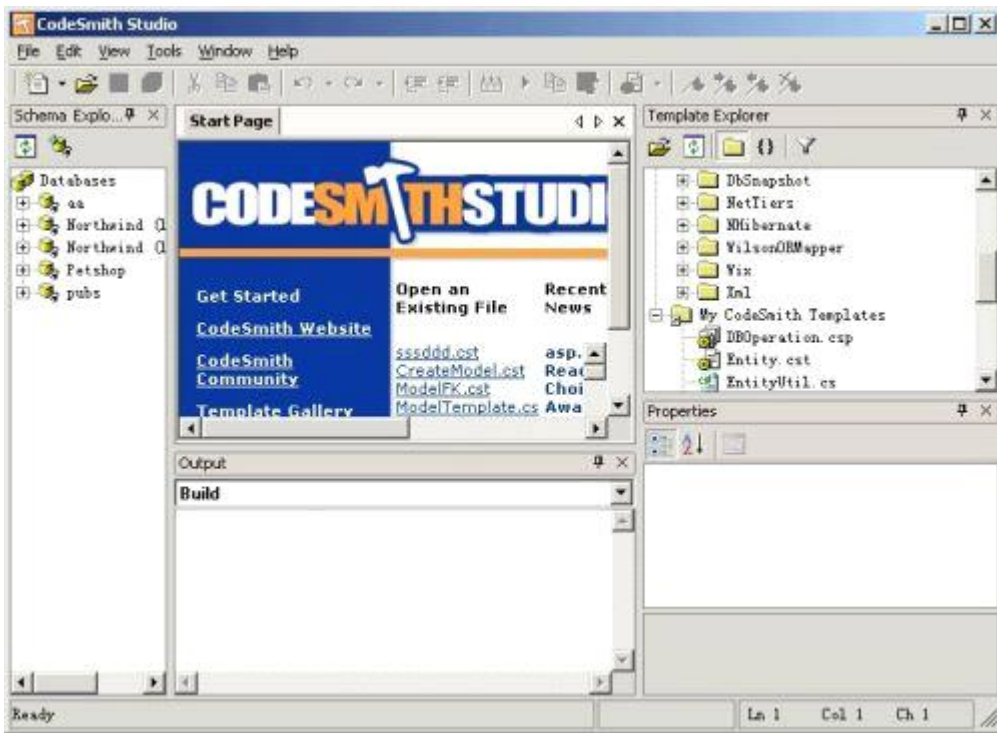 CodeSmith Studio
File Edit View Tools Window Help
Schema Explo...
Databases
aa
Northwind
Northwind
Petshop
pubs
Start Page
CODESMITHSTUDI
Get Started
CodeSmith Website
CodeSmith
Community
Template Gallery
Open an
Existing File
sssddd.cst
CreateModel.cst
ModelFK.cst
ModelTemplate.cs
Recent
News
asp.
Read
Choi
Awa
Output
Build
Template Explorer
DbSnapshot
NetTiers
NHibernate
WilsonORMapper
Wix
Xml
My CodeSmith Templates
DBOperation.csp
Entity.cst
EntityUtil.cs
Properties
Ready
Ln 1 Col 1 Ch 1